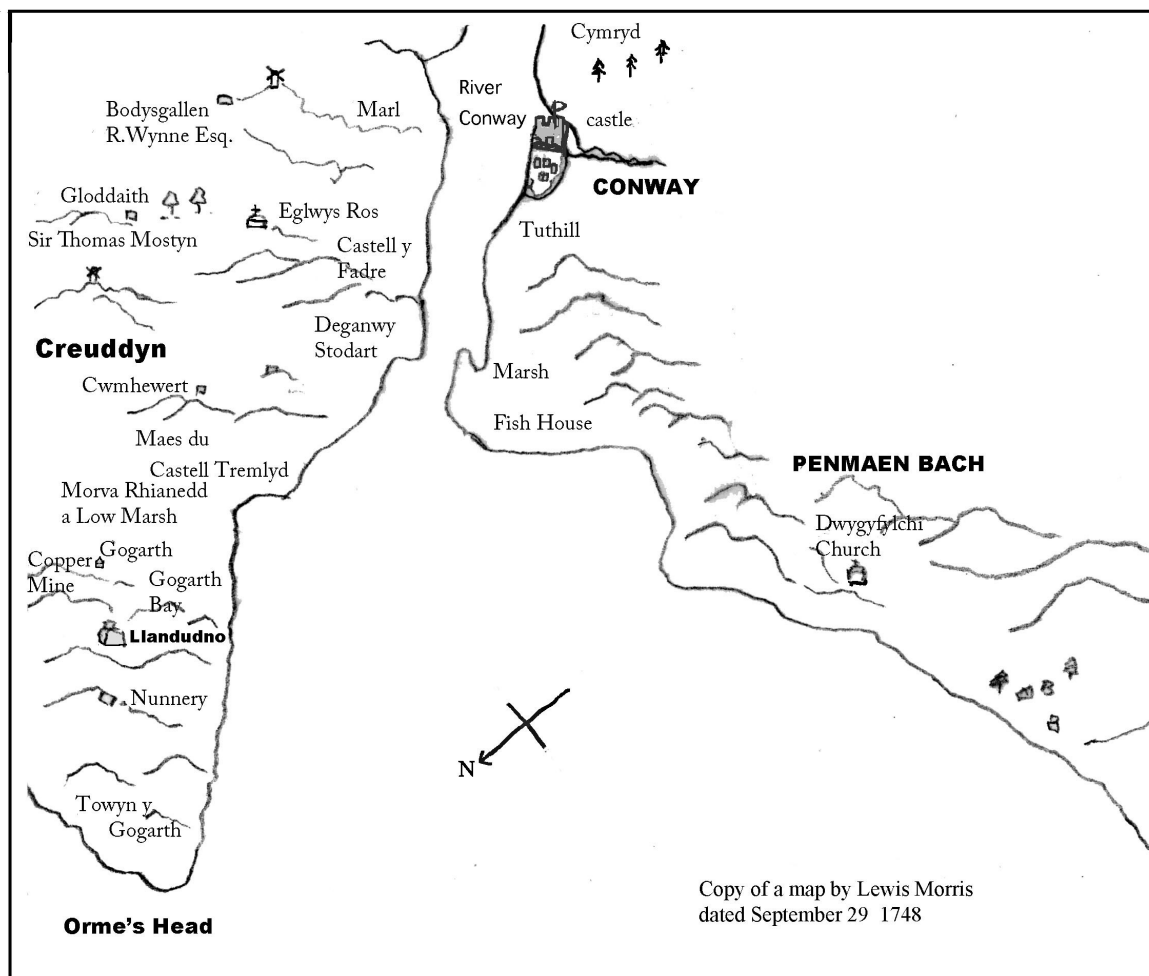 Cymryd
River
Conway
castle
CONWAY
Bodysgallen
R.Wynne Esq.
Marl
Gloddaith
Sir Thomas Mostyn
Eglwys Ros
Castell y
Fadre
Tuthill
Deganwy
Stodart
Creuddyn
Marsh
Cwmhewert
Fish House
Maes du
Castell Tremlyd
PENMAEN BACH
Morva Rhianedd
a Low Marsh
Dwygyfylchi
Church
Gogarth
Copper
Mine
Gogarth
Bay
Llandudno
Nunnery
N
Towyn y
Gogarth
Orme's Head
Copy of a map by Lewis Morris
dated September 29 1748